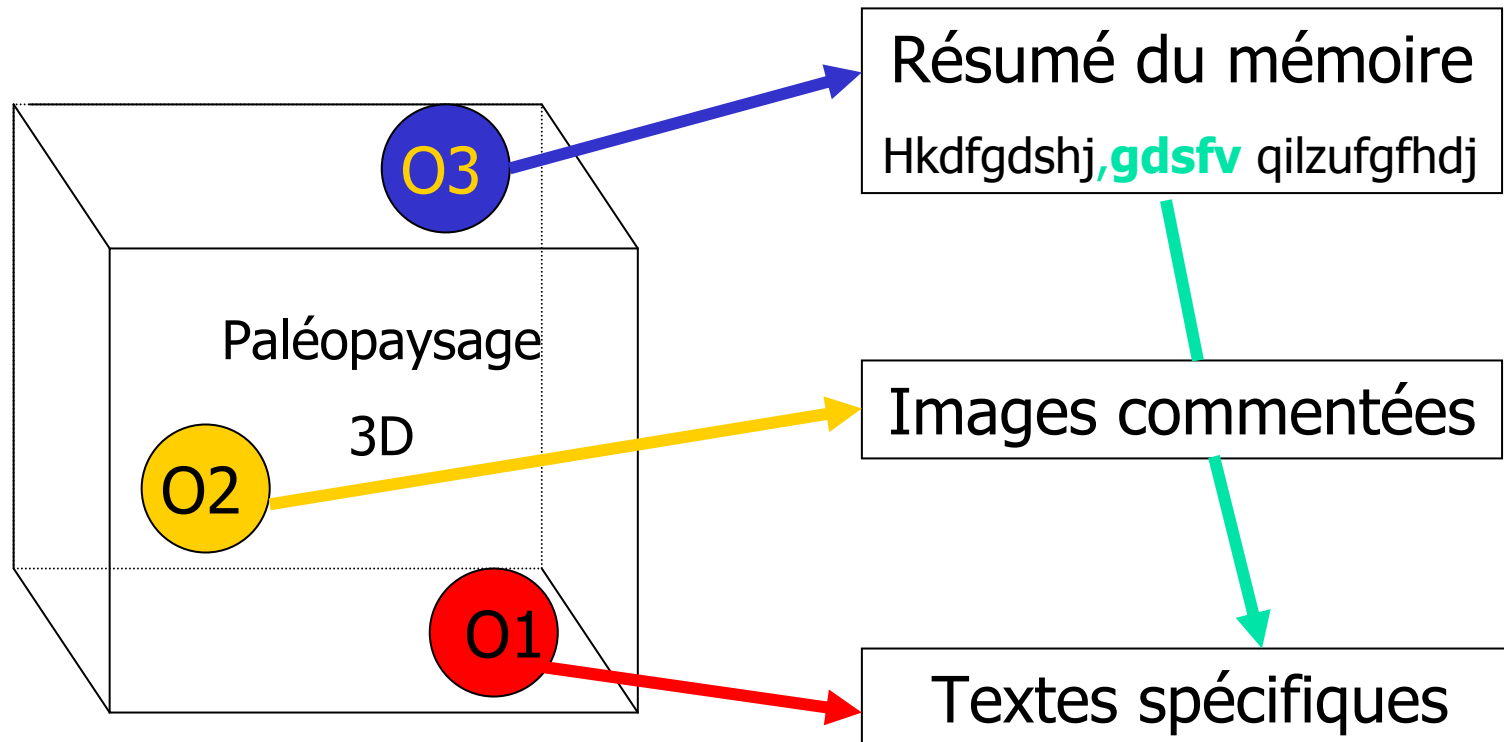 Résumé du mémoire
Hkdfgdshj,gdsfv qilzufgfhdj
O3
Paléopaysage
3D
Images commentées
O2
O1
Textes spécifiques